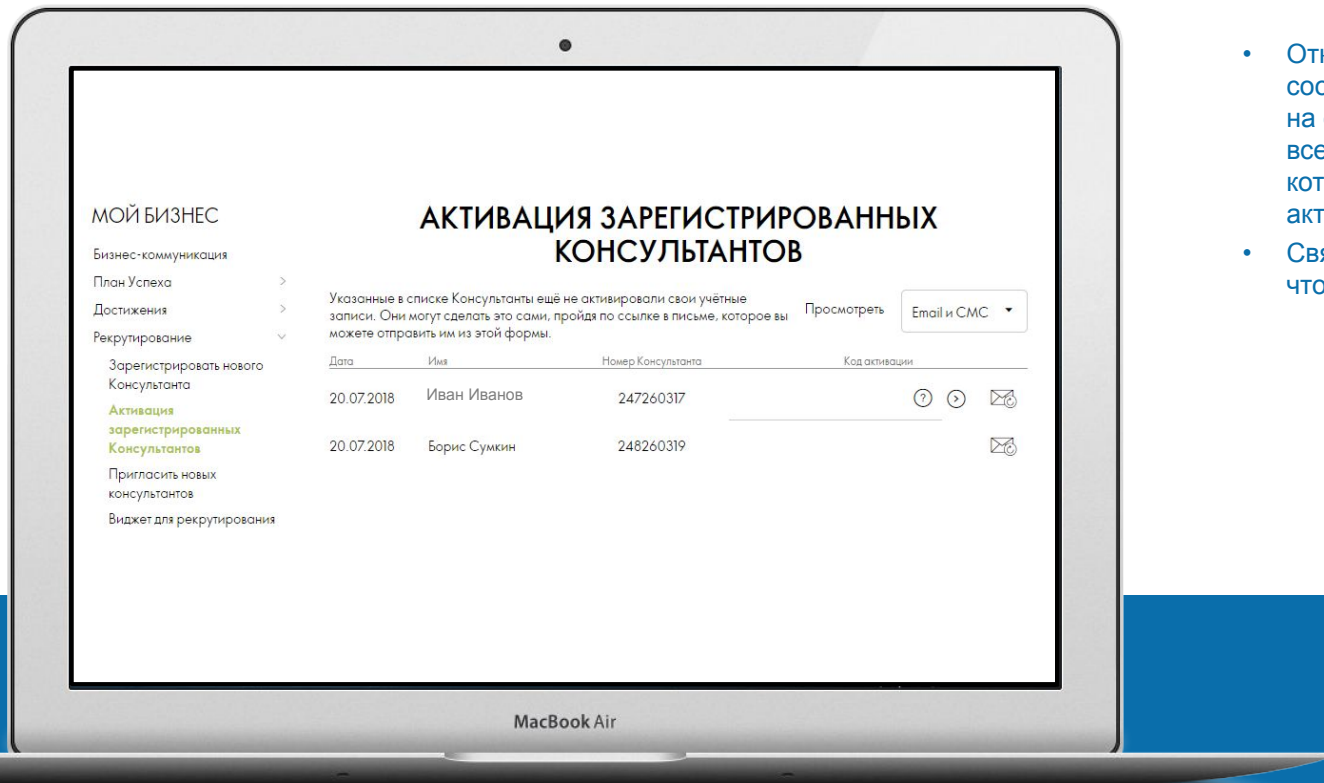 МОЙ БИЗНЕС
Бизнес-коммуникация
План Успеха
Достижения
Рекрутирование
Зарегистрировать нового
Консультанта
Активация
зарегистрированных
Консультантов
Пригласить новых
консультантов
Виджет для рекрутирования
АКТИВАЦИЯ ЗАРЕГИСТРИРОВАННЫХ
КОНСУЛЬТАНТОВ
Указанные в списке Консультанты ещё не активировали свои учётные
записи. Они могут сделать это сами, пройдя по ссылке в письме, которое вы
можете отправить им из этой формы.
Просмотреть Email и СМС
Дата Имя Номер Консультанта Код активации
20.07.2018 Иван Иванов 247260317 ?
20.07.2018 Борис Сумкин 248260319
MacBook Air
на